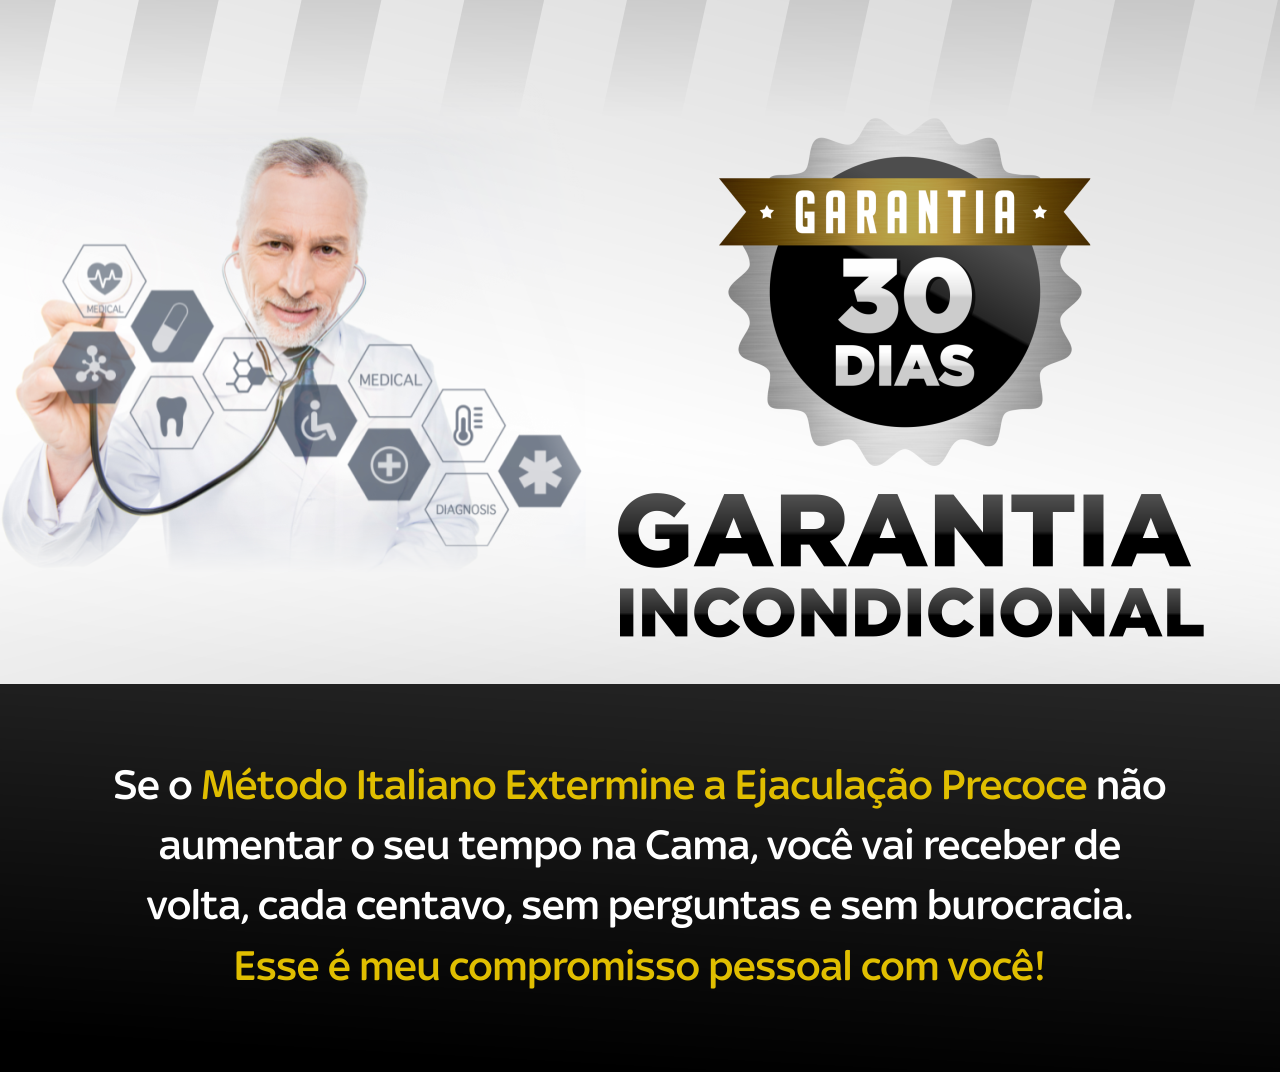 GARANTIA
30
DIAS
MEDICAL
MEDICAL
DIAGNOSIS
GARANTIA
INCONDICIONAL
Se o Método Italiano Extermine a Ejaculação Precoce não
aumentar o seu tempo na Cama, você vai receber de
volta, cada centavo, sem perguntas e sem burocracia.
Esse é meu compromisso pessoal com você!